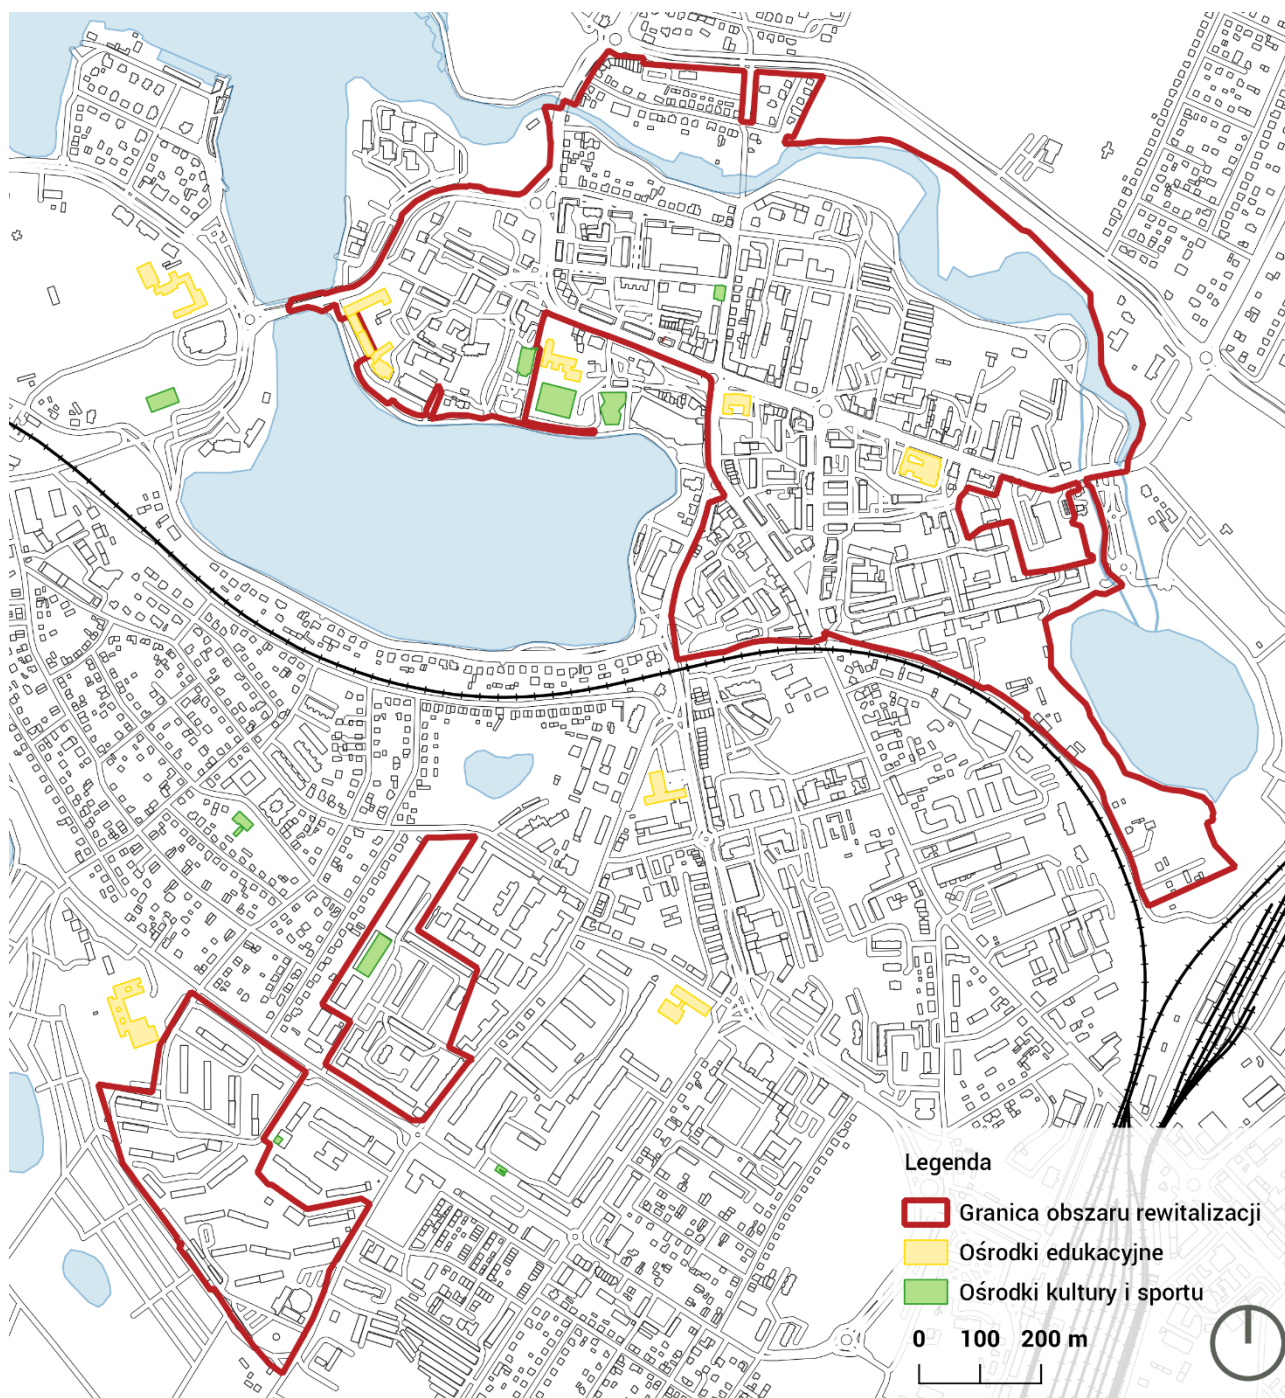 Legenda
Granica obszaru rewitalizacji
Ośrodki edukacyjne
Ośrodki kultury i sportu
0 100 200 m